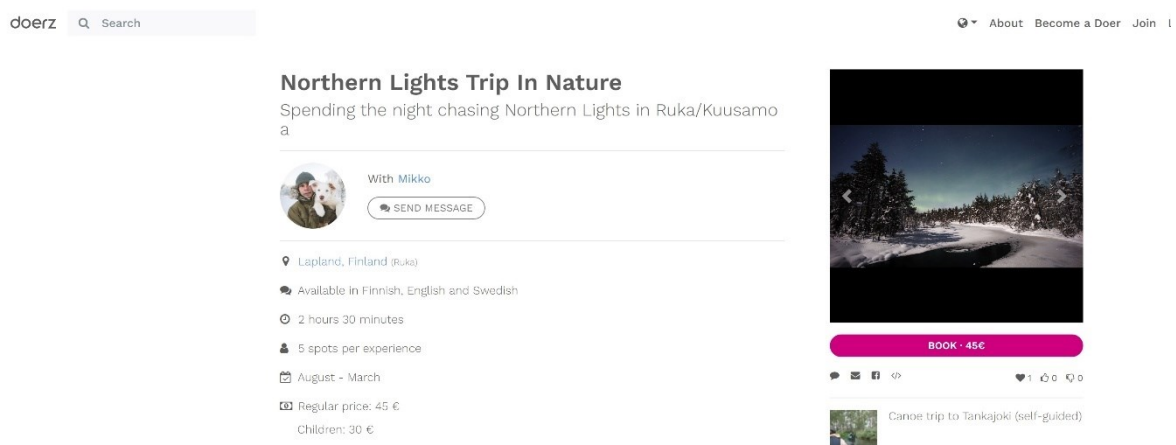 doerz
Search
About Become a Doer Join
Northern Lights Trip In Nature
Spending the night chasing Northern Lights in Ruka/Kuusamo
a
With Mikko
SEND MESSAGE
Lapland, Finland (Ruka)
Available in Finnish, English and Swedish
2 hours 30 minutes
5 spots per experience
August - March
Regular price: 45 €
Children: 30 €
BOOK · 45€
1 0 0
Canoe trip to Tankajoki (self-guided)